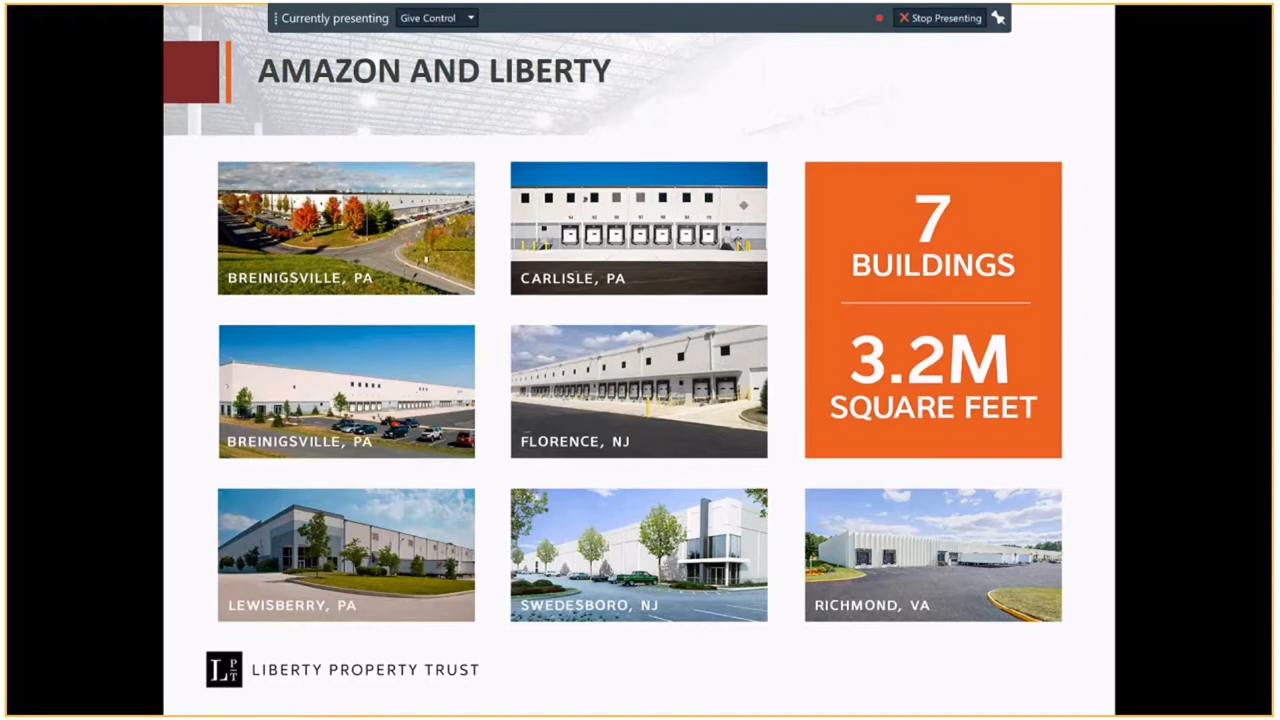 Currently presenting Give Control Stop Presenting
AMAZON AND LIBERTY
BREINIGSVILLE, PA
CARLISLE, PA
7
BUILDINGS
3.2M
SQUARE FEET
BREINIGSVILLE, PA
FLORENCE, NJ
LEWISBERRY, PA
SWEDESBORO, NJ
RICHMOND, VA
LPT LIBERTY PROPERTY TRUST